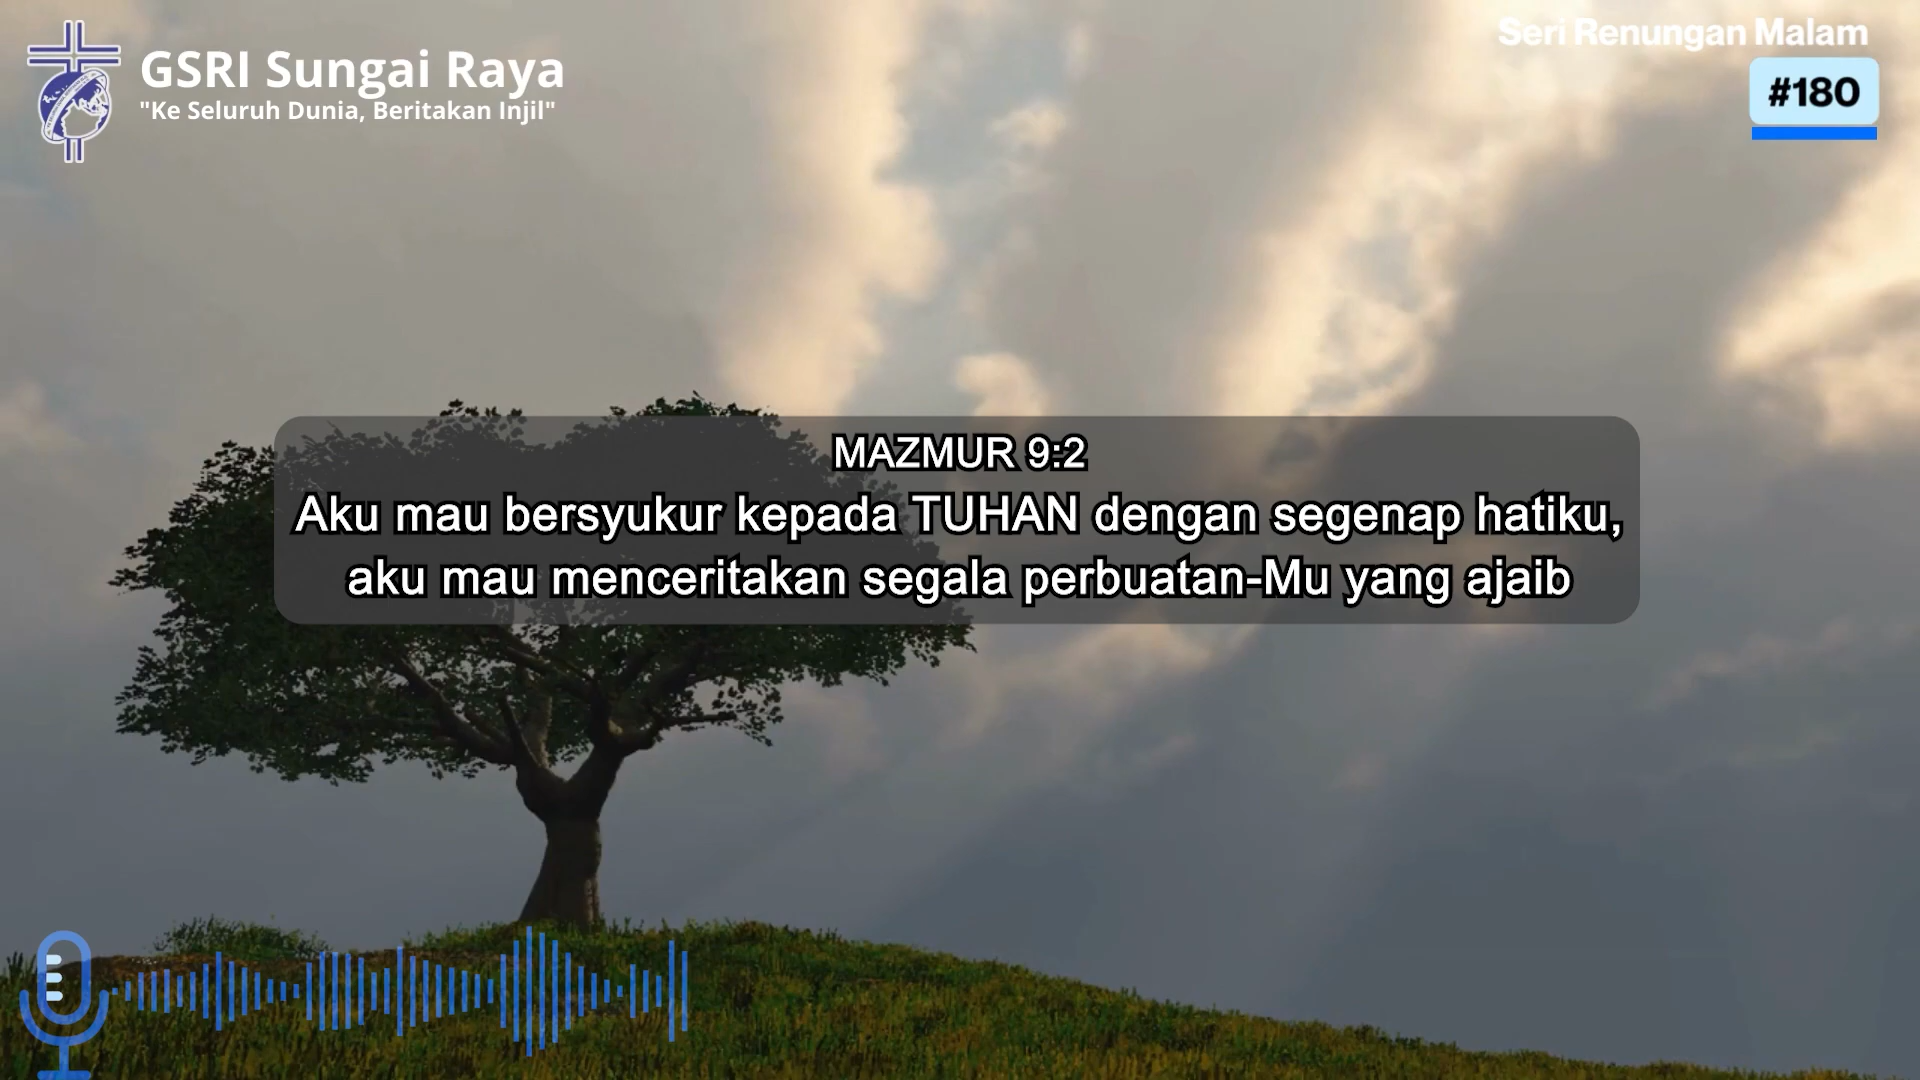 GSRI Sungai Raya
"Ke Seluruh Dunia, Beritakan Injil"
Seri Renungan Malam
#180
MAZMUR 9:2
Aku mau bersyukur kepada TUHAN dengan segenap hatiku,
aku mau menceritakan segala perbuatan-Mu yang ajaib